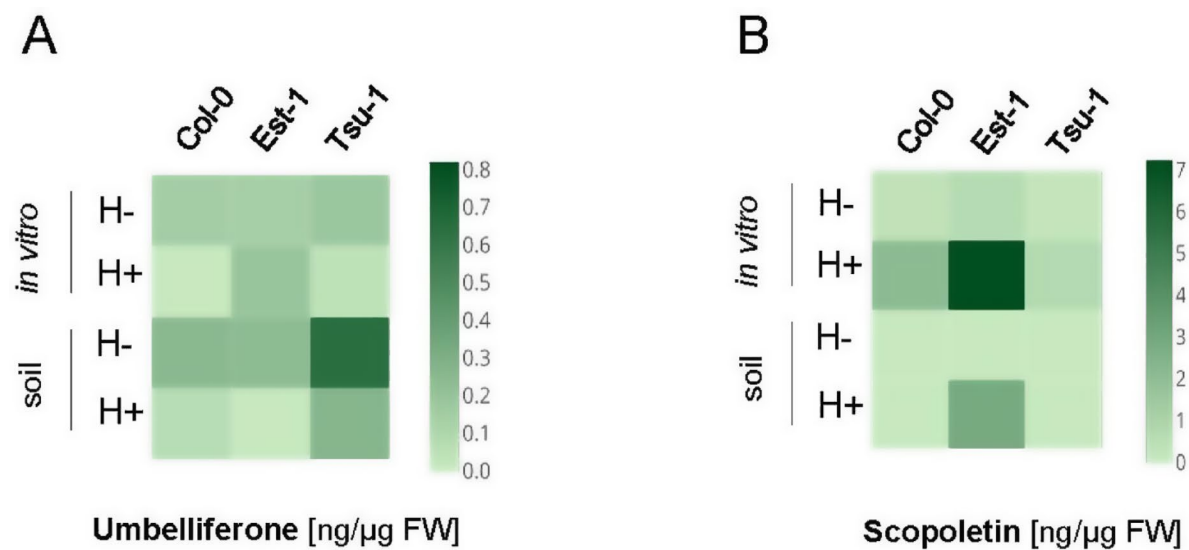 A
Col-0 Est-1 Tsu-1
in vitro
H-
H+
soil
H-
H+
0.8
0.7
0.6
0.5
0.4
0.3
0.2
0.1
0.0
Umbelliferone [ng/µg FW]
B
Col-0 Est-1 Tsu-1
in vitro
H-
H+
soil
H-
H+
7
6
5
4
3
2
1
0
Scopoletin [ng/µg FW]